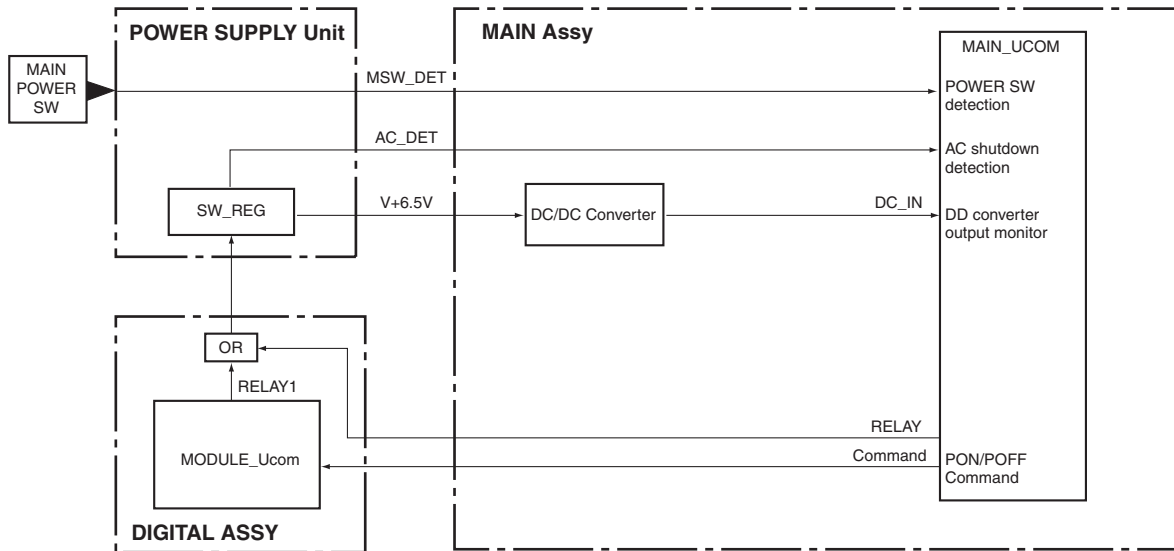 POWER SUPPLY Unit
MAIN Assy
MAIN
POWER
SW
MAIN_UCOM
MSW_DET
POWER SW
detection
AC_DET
AC shutdown
detection
SW_REG
V+6.5V
DC/DC Converter
DC_IN
DD converter
output monitor
OR
RELAY1
MODULE_Ucom
RELAY
Command
PON/POFF
Command
DIGITAL ASSY